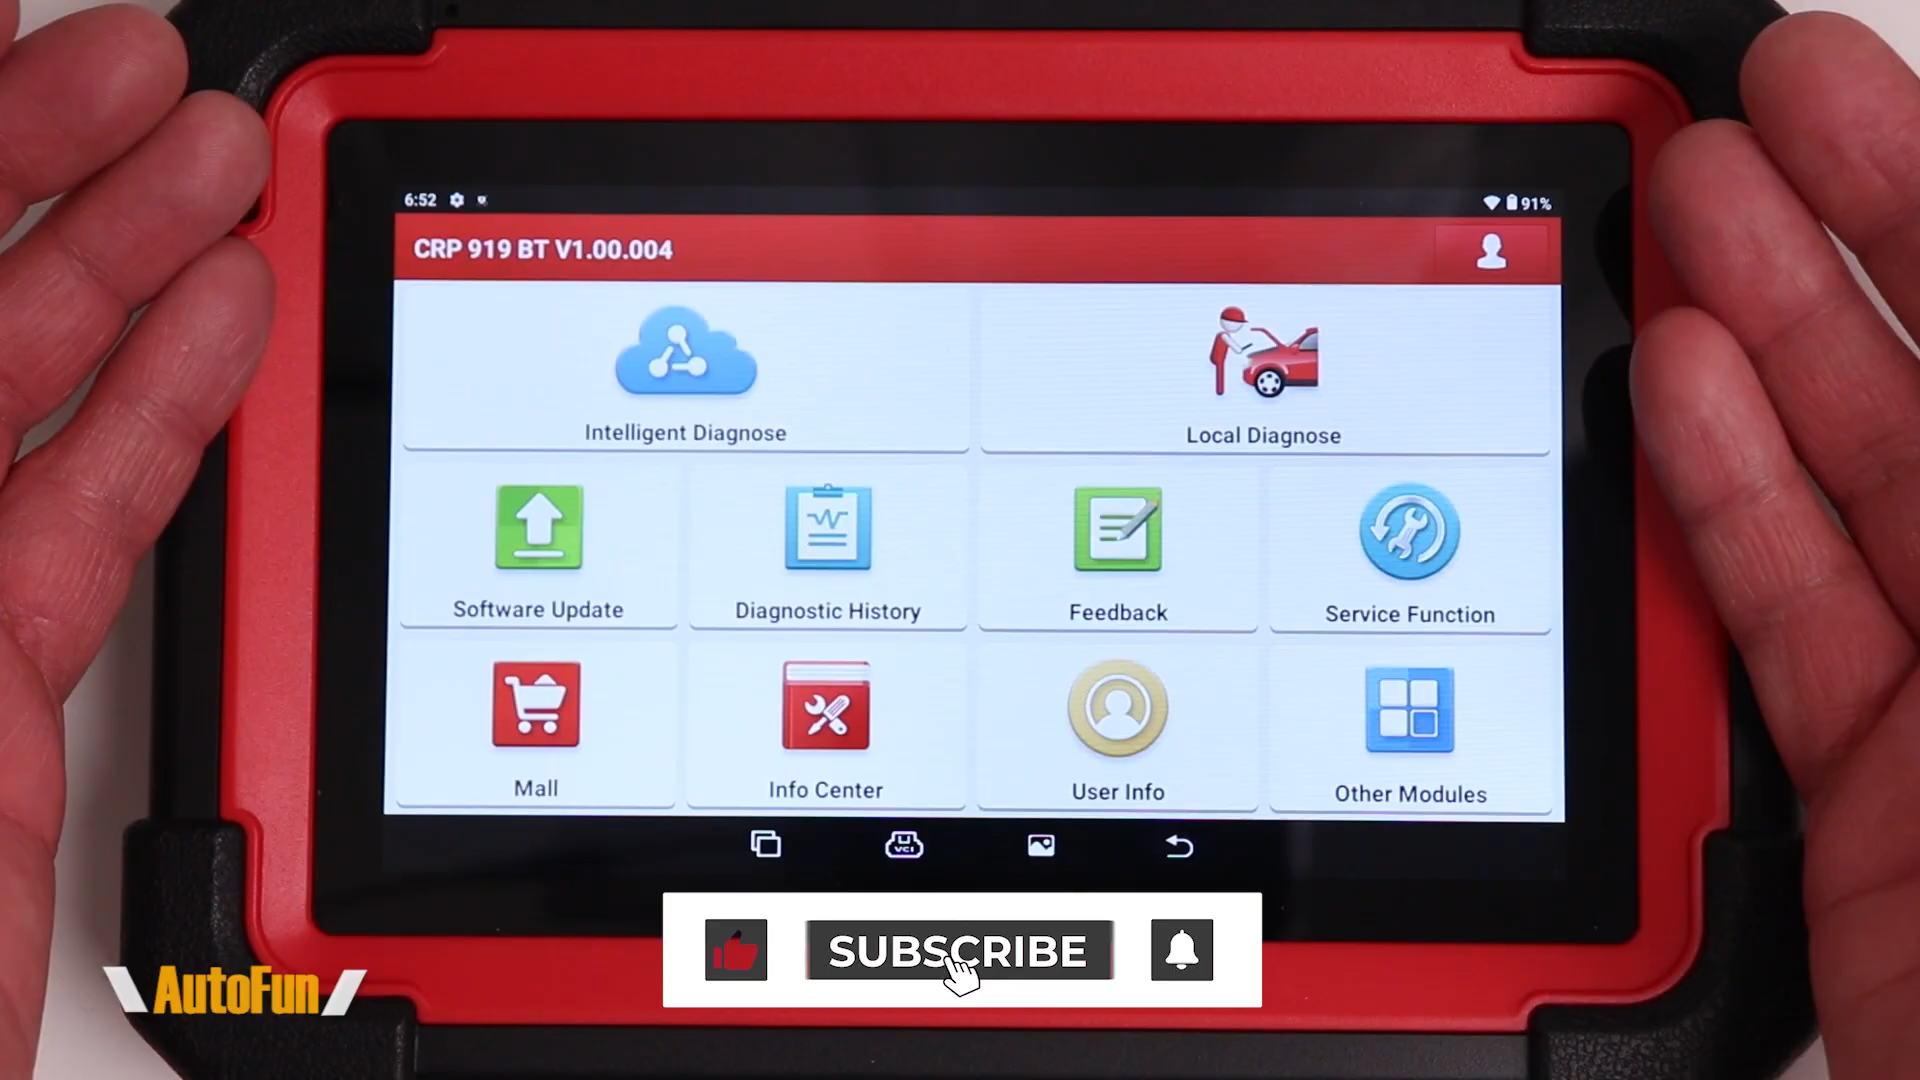 6:52
91%
CRP 919 BT V1.00.004
Intelligent Diagnose
Local Diagnose
Software Update
Diagnostic History
Feedback
Service Function
Mall
Info Center
User Info
Other Modules
VCI
SUBSCRIBE
AutoFun